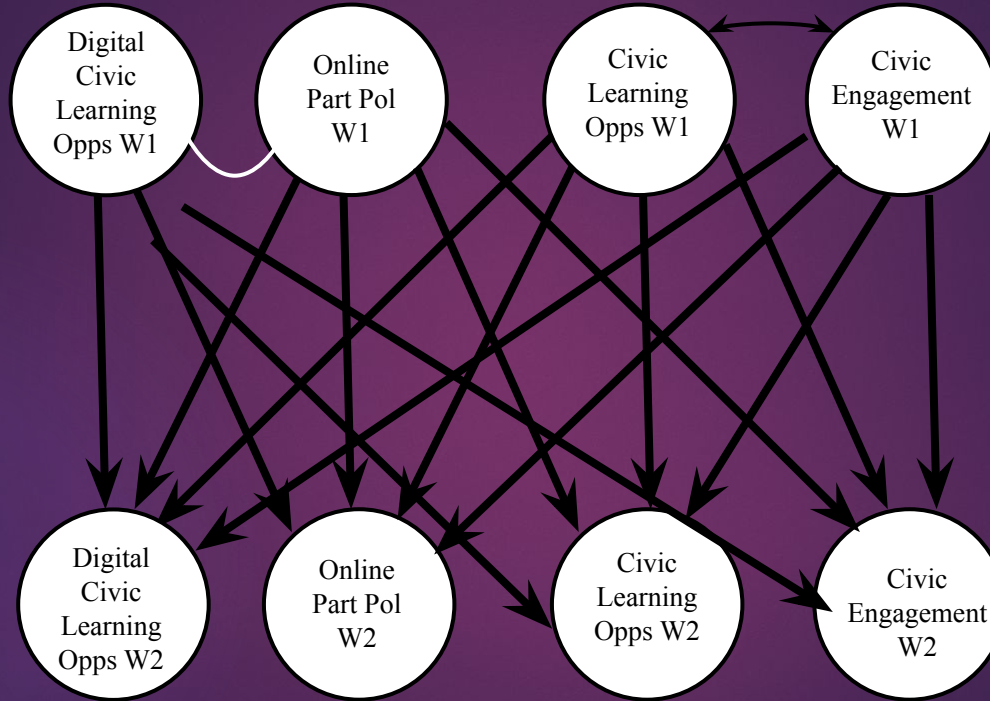 Digital
Civic
Learning
Opps W1
Online
Part Pol
W1
Civic
Learning
Opps W1
Civic
Engagement
W1
Digital
Civic
Learning
Opps W2
Online
Part Pol
W2
Civic
Learning
Opps W2
Civic
Engagement
W2